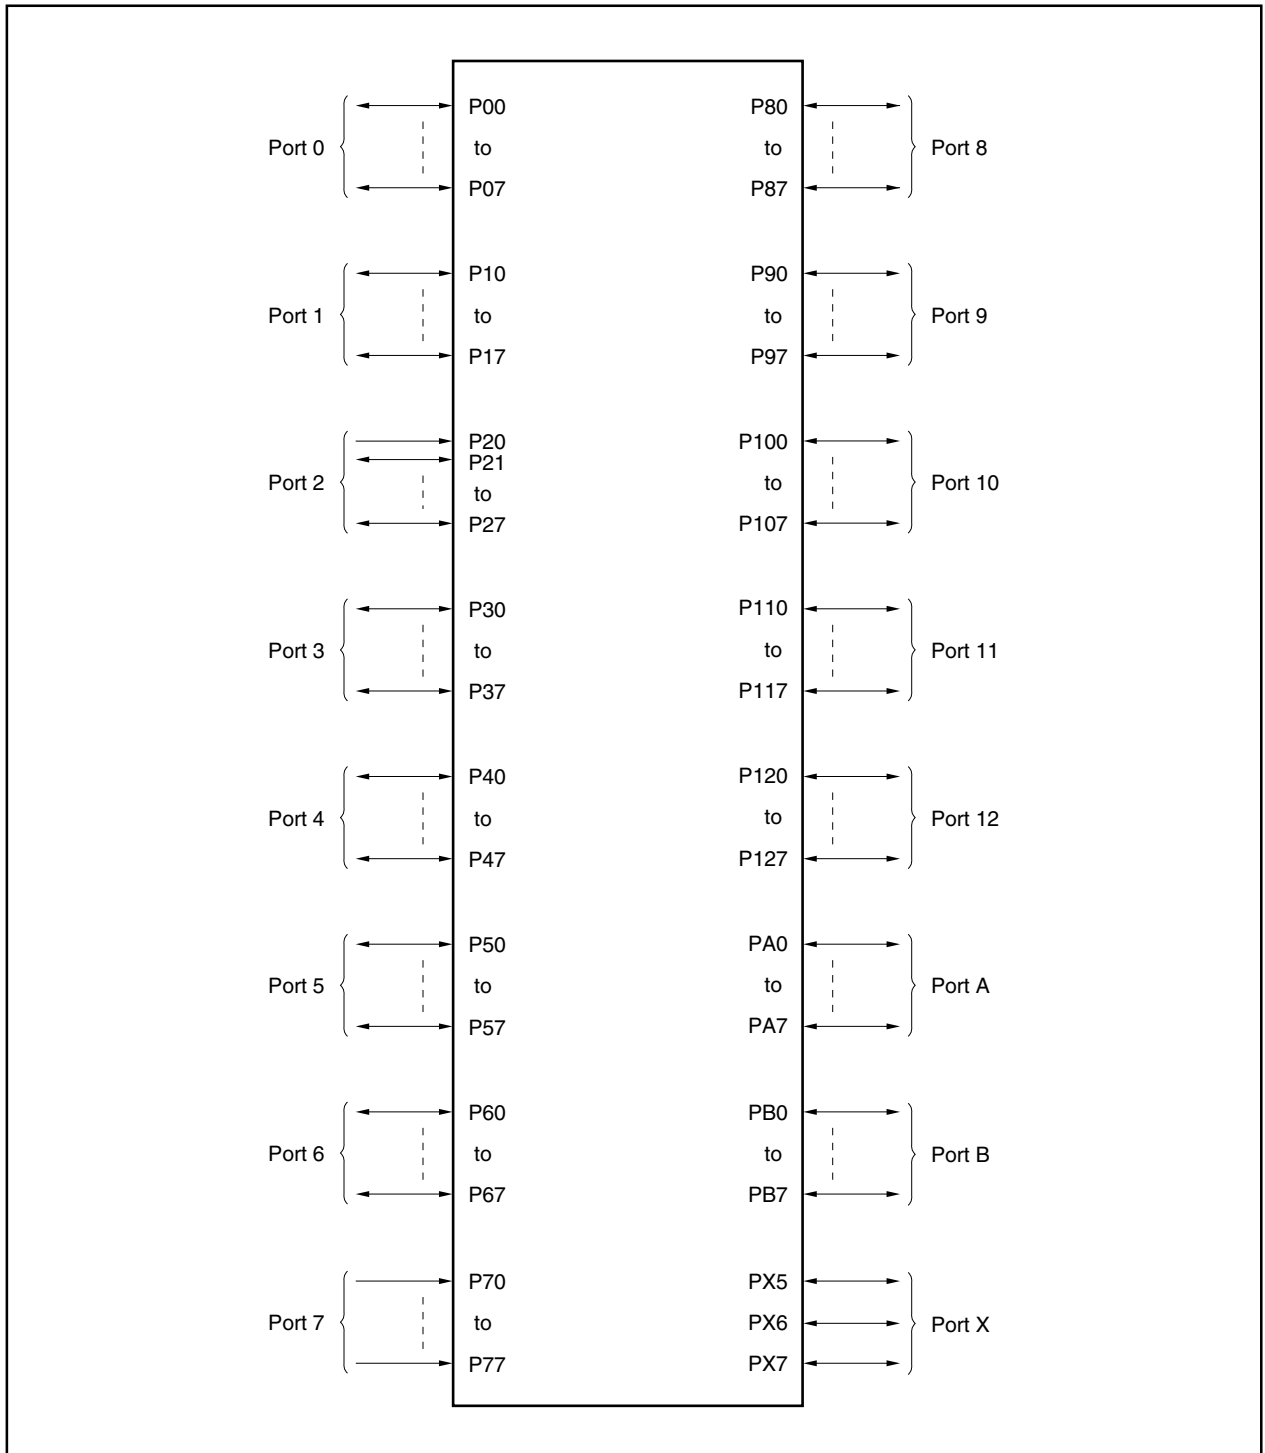 Port 0
P00
to
P07
Port 1
P10
to
P17
Port 2
P20
P21
to
P27
Port 3
P30
to
P37
Port 4
P40
to
P47
Port 5
P50
to
P57
Port 6
P60
to
P67
Port 7
P70
to
P77
P80
to
P87
Port 8
P90
to
P97
Port 9
P100
to
P107
Port 10
P110
to
P117
Port 11
P120
to
P127
Port 12
PA0
to
PA7
Port A
PB0
to
PB7
Port B
PX5
PX6
PX7
Port X